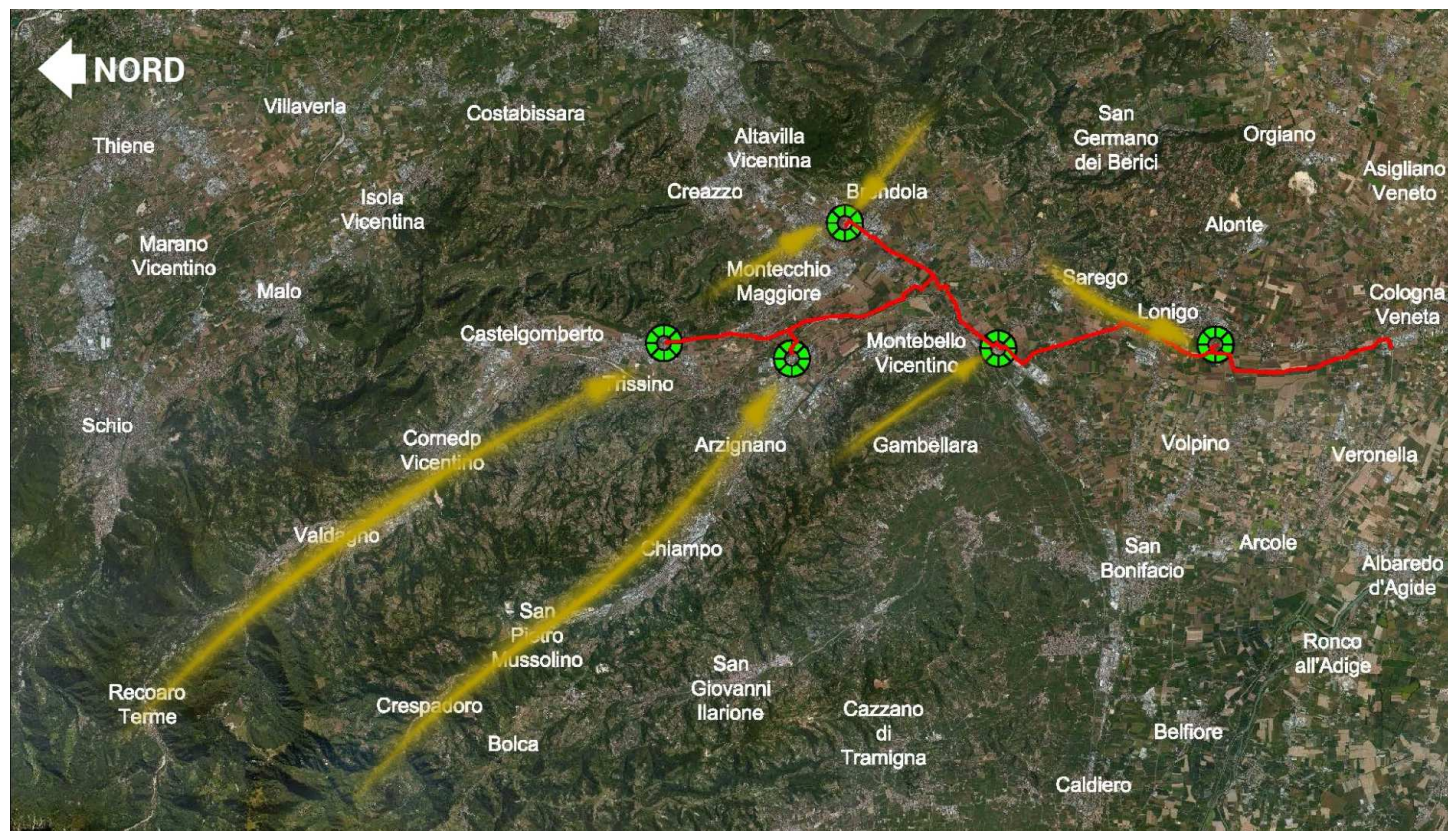 NORD
Villaverla
Costabissara
Thiene
Altavilla
Vicentina
San
Germano
dei Berici
Orgiano
Asigliano
Veneto
Isola
Vicentina
Creazzo
Brendola
Marano
Vicentino
Alonte
Malo
Montecchio
Maggiore
Sarego
Lonigo
Cologna
Veneta
Castelgomberto
Montebello
Vicentino
Trissino
Schio
Cornedp
Vicentino
Arzignano
Gambellara
Volpino
Veronella
Valdagno
Chiampo
San
Bonifacio
Arcole
Albaredo
d'Agide
San
Pietro
Mussolino
Ronco
all'Adige
Recoaro
Terme
Crespadoro
San
Giovanni
Ilarione
Bolca
Cazzano
di
Tramigna
Belfiore
Caldiero